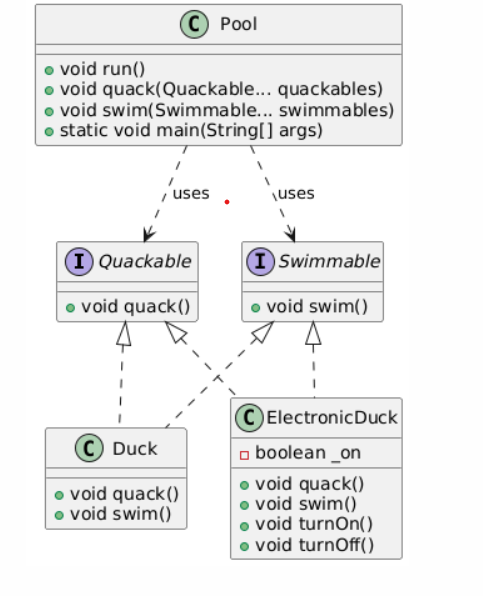 C Pool
void run()
void quack(Quackable... quackables)
void swim(Swimmable... swimmables)
static void main(String[] args)
uses
uses
I Quackable
void quack()
I Swimmable
void swim()
C Duck
void quack()
void swim()
C ElectronicDuck
boolean _on
void quack()
void swim()
void turnOn()
void turnOff()